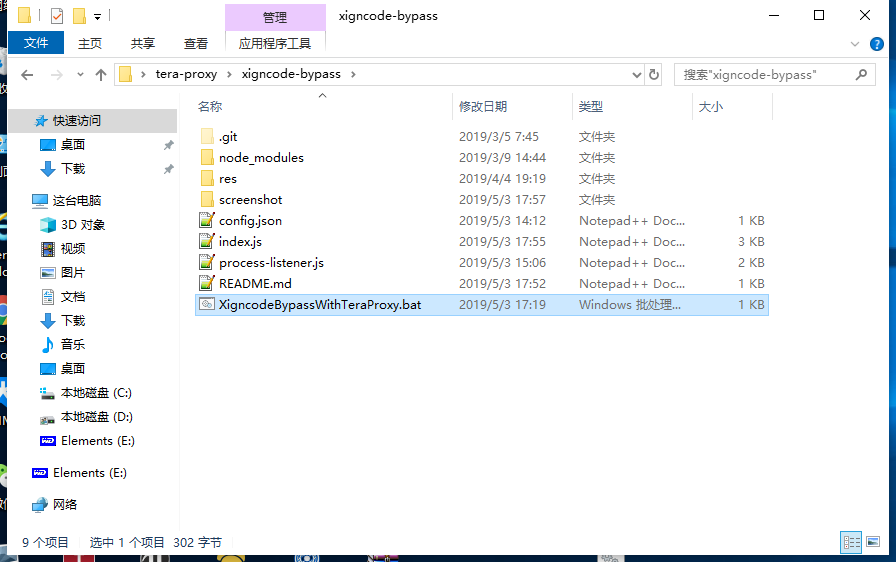 管理
xigncode-bypass
文件 主页 共享 查看 应用程序工具
tera-proxy xigncode-bypass 搜索"xigncode-bypass"
名称 修改日期 类型 大小
快速访问
桌面
下载
这台电脑
3D 对象
视频
图片
文档
下载
音乐
桌面
本地磁盘 (C:)
本地磁盘 (D:)
Elements (E:)
Elements (E:)
网络
.git 2019/3/5 7:45 文件夹
node_modules 2019/3/9 14:44 文件夹
res 2019/4/4 19:19 文件夹
screenshot 2019/5/3 17:57 文件夹
config.json 2019/5/3 14:12 Notepad++ Doc... 1 KB
index.js 2019/5/3 17:55 Notepad++ Doc... 3 KB
process-listener.js 2019/5/3 15:06 Notepad++ Doc... 2 KB
README.md 2019/5/3 17:52 Notepad++ Doc... 1 KB
XigncodeBypassWithTeraProxy.bat 2019/5/3 17:19 Windows 批处理... 1 KB
9 个项目 选中 1 个项目 302 字节